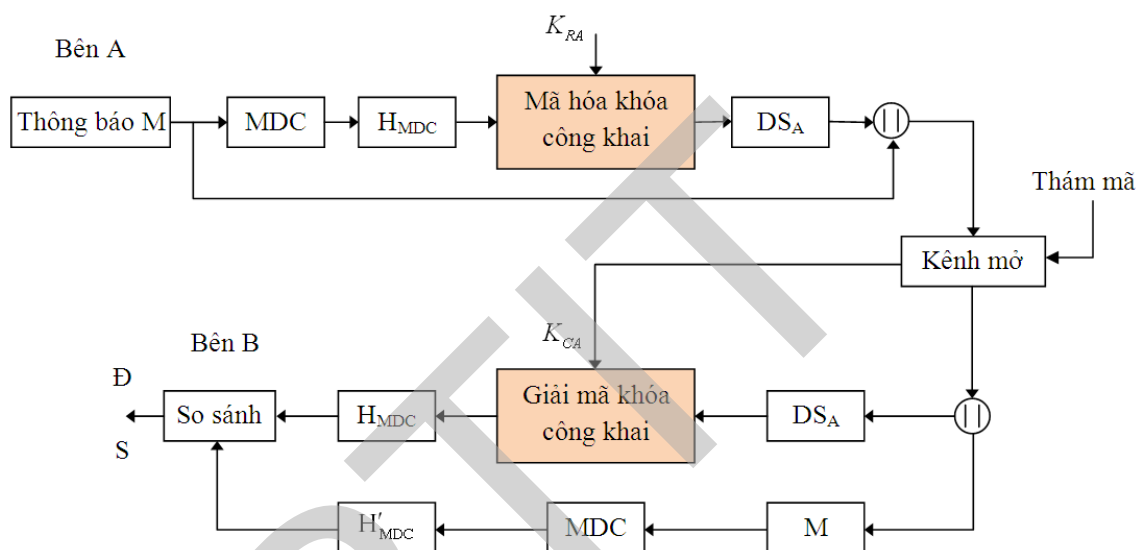 Bên A
K_RA
Thông báo M
MDC
H_MDC
Mã hóa khóa
công khai
DS_A
||
Thám mã
Kênh mở
Bên B
K_CA
Đ
S
So sánh
H_MDC
Giải mã khóa
công khai
DS_A
||
H'_MDC
MDC
M
PTIT